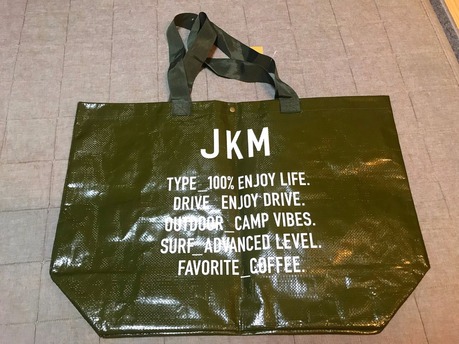 JKM
TYPE_100% ENJOY LIFE.
DRIVE_ENJOY DRIVE.
OUTDOOR_CAMP VIBES.
SURF_ADVANCED LEVEL.
FAVORITE_COFFEE.